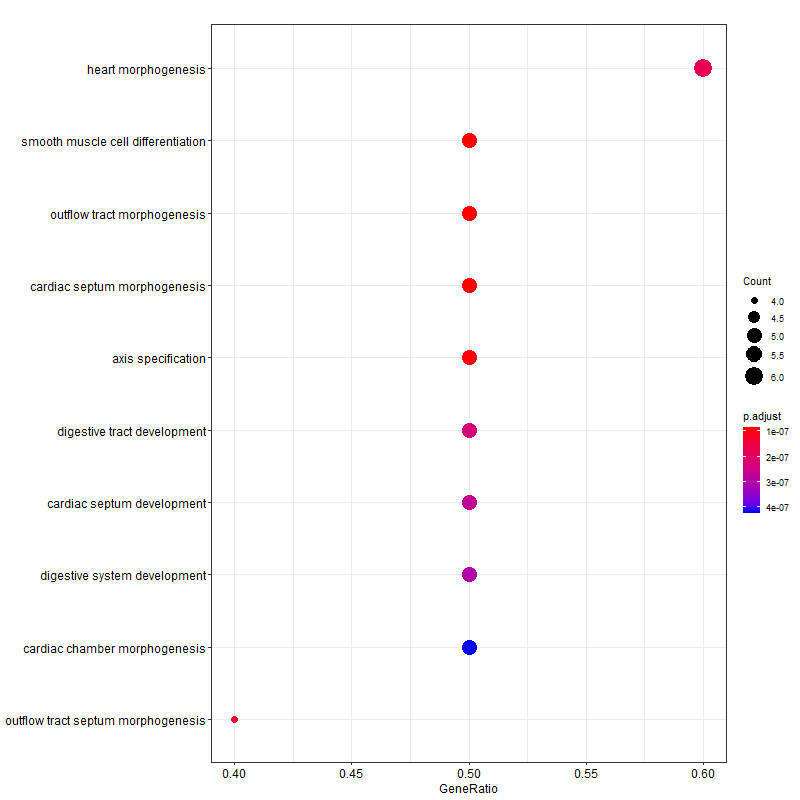 heart morphogenesis
smooth muscle cell differentiation
outflow tract morphogenesis
cardiac septum morphogenesis
axis specification
digestive tract development
cardiac septum development
digestive system development
cardiac chamber morphogenesis
outflow tract septum morphogenesis
0.40 0.45 0.50 0.55 0.60
GeneRatio
Count
4.0
4.5
5.0
5.5
6.0
p.adjust
1e-07
2e-07
3e-07
4e-07